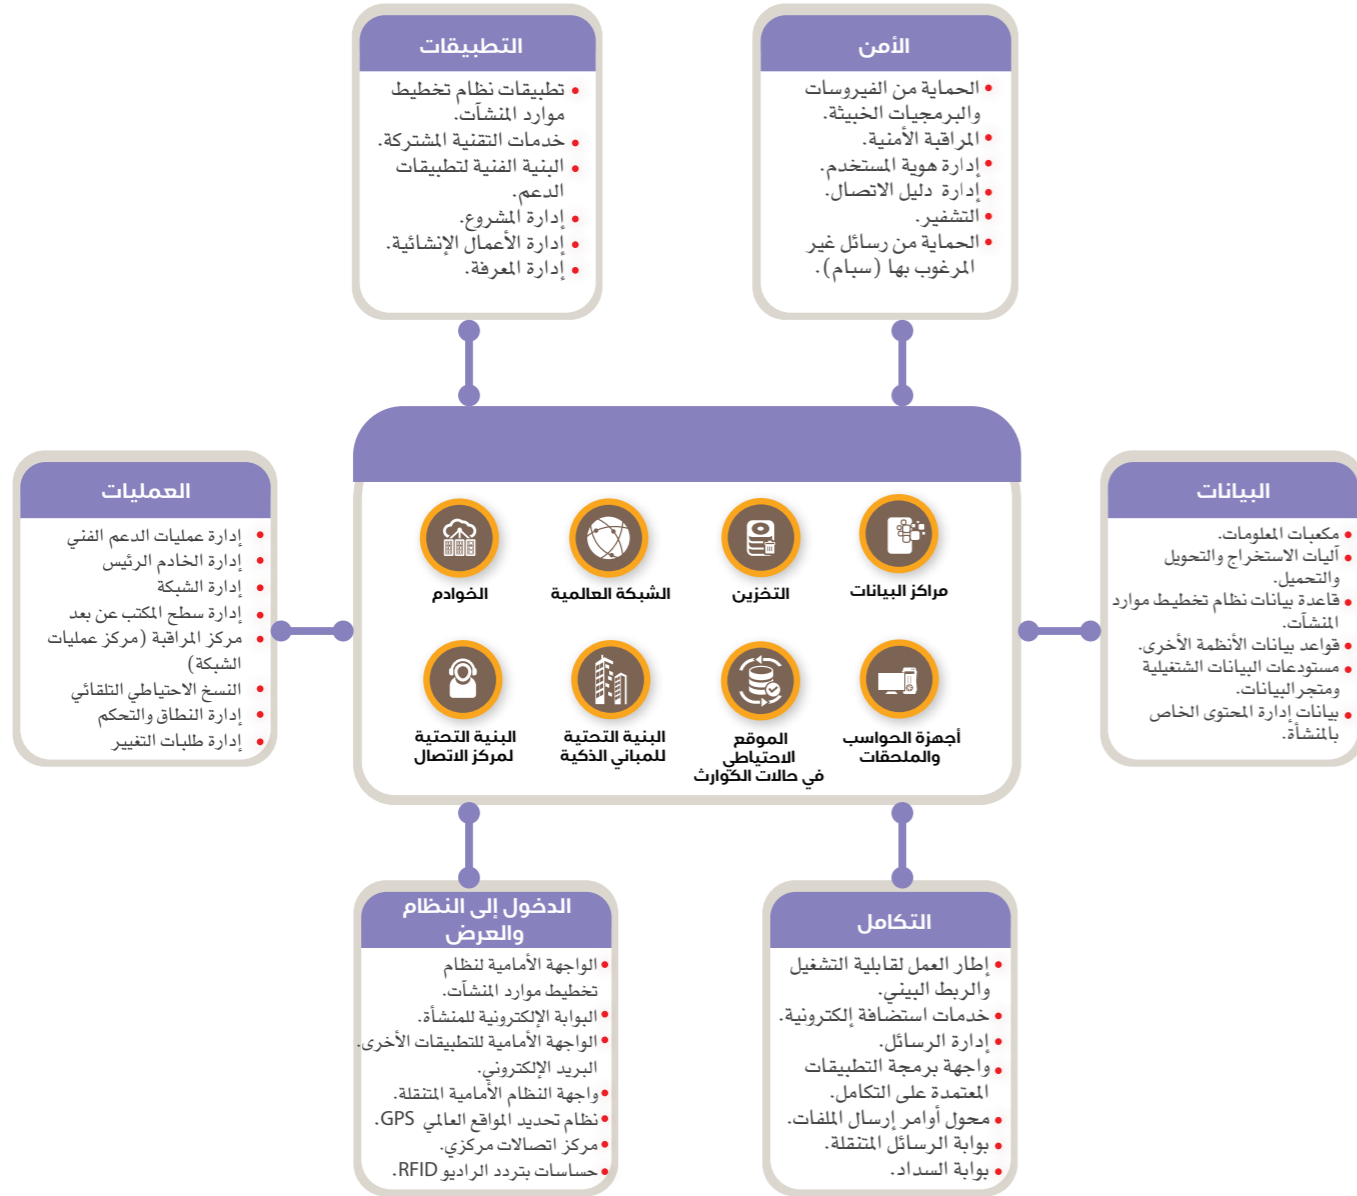 الأمن
الحماية من الفيروسات
والبرمجيات الخبيثة.
المراقبة الأمنية.
إدارة هوية المستخدم.
إدارة دليل الاتصال.
التشفير.
الحماية من رسائل غير
المرغوب بها (سبام).
التطبيقات
تطبيقات نظام تخطيط
موارد المنشآت.
خدمات التقنية المشتركة.
البنية الفنية لتطبيقات
الدعم.
إدارة المشروع.
إدارة الأعمال الإنشائية.
إدارة المعرفة.
البيانات
مكعبات المعلومات.
آليات الاستخراج والتحويل
والتحميل.
قاعدة بيانات نظام تخطيط موارد
المنشآت.
قواعد بيانات الأنظمة الأخرى.
مستودعات البيانات الشتغيلية
ومتجر البيانات.
بيانات إدارة المحتوى الخاص
بالمنشأة.
مراكز البيانات
التخزين
الشبكة العالمية
الخوادم
أجهزة الحواسب
والملحقات
الموقع
الاحتياطي
في حالات الكوارث
البنية التحتية
للمباني الذكية
البنية التحتية
لمركز الاتصال
العمليات
إدارة عمليات الدعم الفني
إدارة الخادم الرئيس
إدارة الشبكة
إدارة سطح المكتب عن بعد
مركز المراقبة (مركز عمليات
الشبكة)
النسخ الاحتياطي التلقائي
إدارة النطاق والتحكم
إدارة طلبات التغيير
التكامل
إطار العمل لقابلية التشغيل
والربط البيني.
خدمات استضافة إلكترونية.
إدارة الرسائل.
واجهة برمجة التطبيقات
المعتمدة على التكامل.
محول أوامر إرسال الملفات.
بوابة الرسائل المتنقلة.
بوابة السداد.
الدخول إلى النظام
والعرض
الواجهة الأمامية لنظام
تخطيط موارد المنشآت.
البوابة الإلكترونية للمنشأة.
الواجهة الأمامية للتطبيقات الأخرى.
البريد الإلكتروني.
واجهة النظام الأمامية المتنقلة.
نظام تحديد المواقع العالمي GPS.
مركز اتصالات مركزي.
حساسات بتردد الراديو RFID.